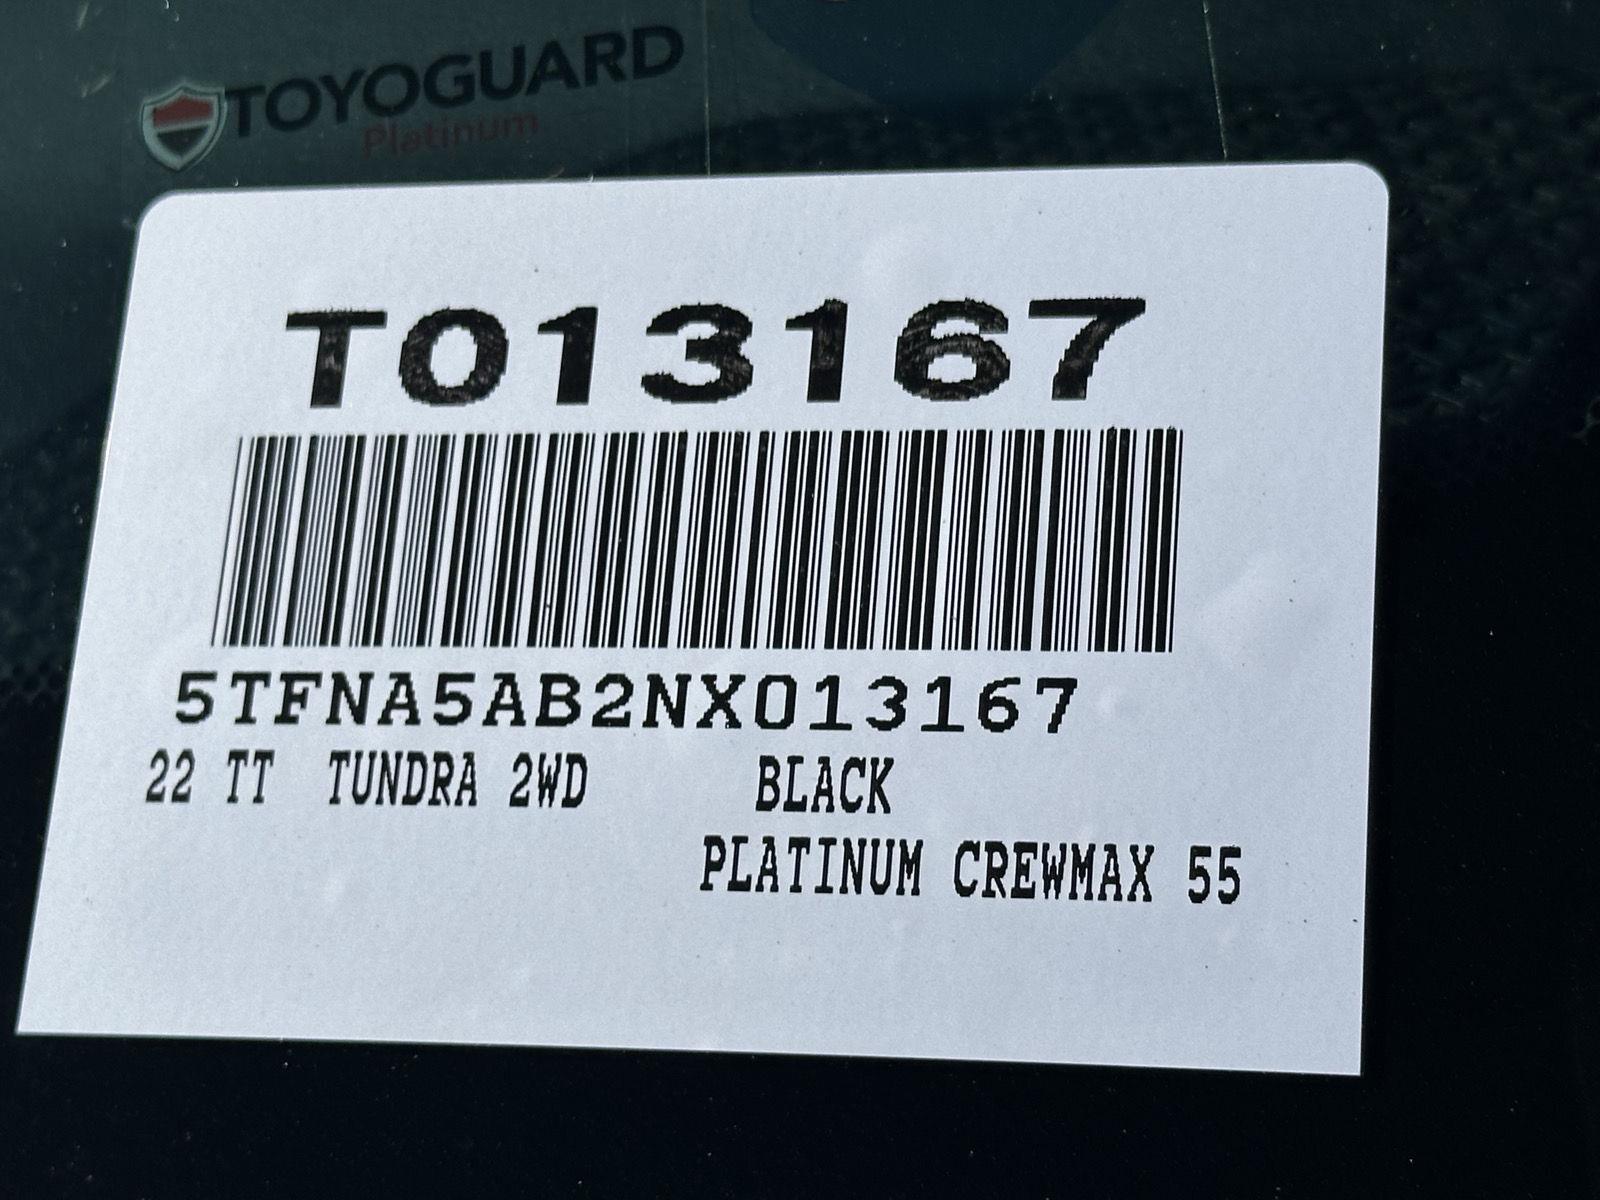 TOYOGUARD
Platinum
T013167
5TFNA5AB2NX013167
22 TT TUNDRA 2WD BLACK
PLATINUM CREWMAX 55